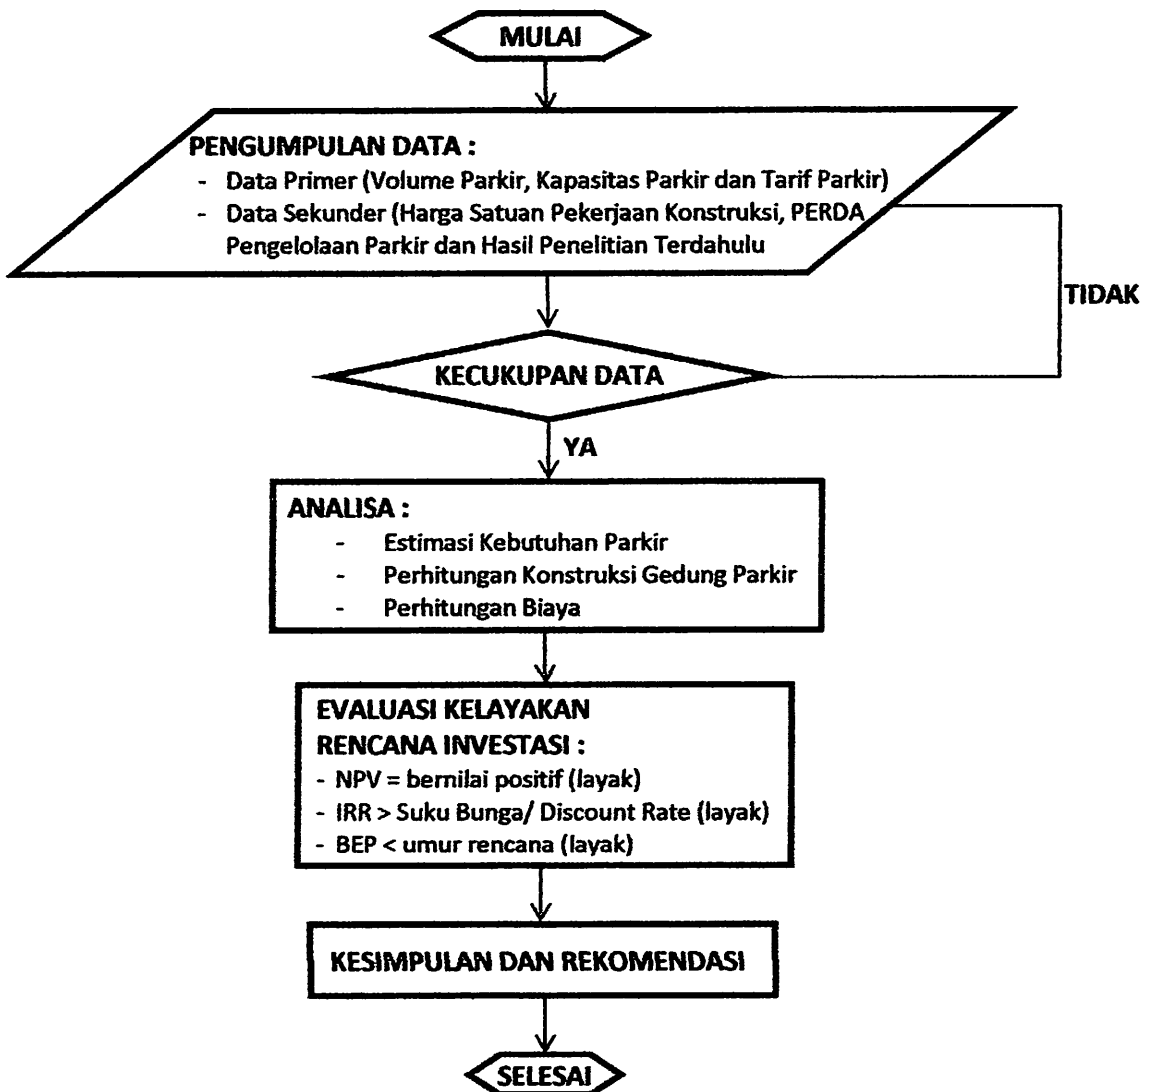 MULAI
PENGUMPULAN DATA :
- Data Primer (Volume Parkir, Kapasitas Parkir dan Tarif Parkir)
- Data Sekunder (Harga Satuan Pekerjaan Konstruksi, PERDA
Pengelolaan Parkir dan Hasil Penelitian Terdahulu
TIDAK
KECUKUPAN DATA
YA
ANALISA :
- Estimasi Kebutuhan Parkir
- Perhitungan Konstruksi Gedung Parkir
- Perhitungan Biaya
EVALUASI KELAYAKAN
RENCANA INVESTASI :
- NPV = bernilai positif (layak)
- IRR > Suku Bunga/ Discount Rate (layak)
- BEP < umur rencana (layak)
KESIMPULAN DAN REKOMENDASI
SELESAI